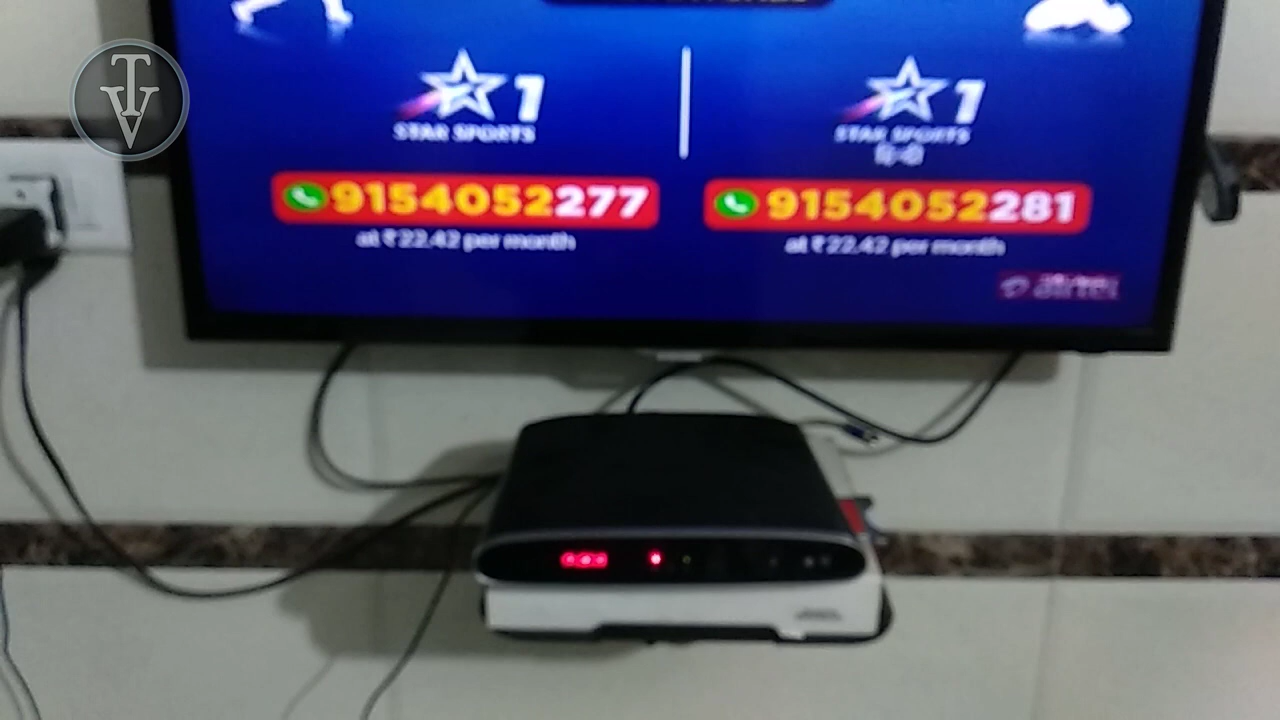 TV
1
STAR SPORTS
1
STAR SPORTS
हिन्दी
9154052277
at ₹22.42 per month
9154052281
at ₹22.42 per month
airtel